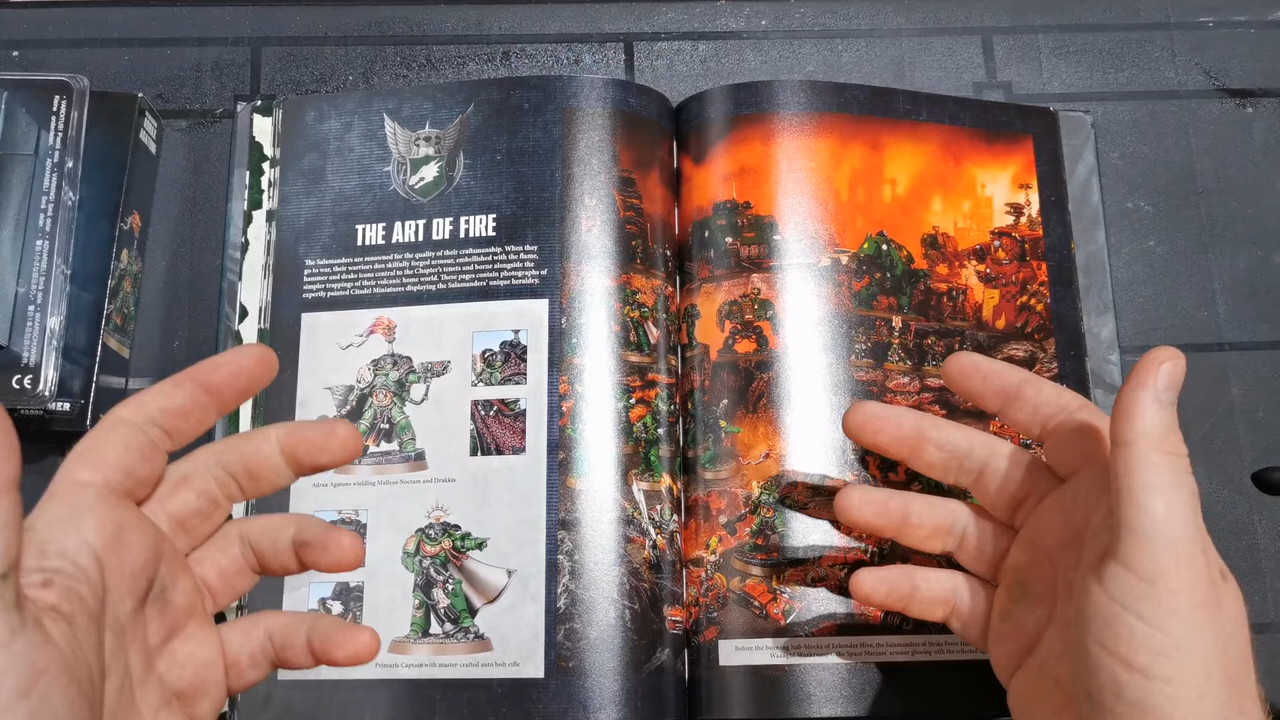 THE ART OF FIRE
The Salamanders are renowned for the quality of their craftsmanship. When they
go to war, their warriors don skilfully forged armour, embellished with the flame,
hammer and drake icons central to the Chapter's tenets and borne alongside the
simpler trappings of their volcanic home world. These pages contain photographs of
expertly painted Citadel Miniatures displaying the Salamanders' unique heraldry.
Adrax Agatone wielding Malleus Noctum and Drakkis
Primaris Captain with master-crafted auto bolt rifle
Before the burning hab-blocks of Erkender Hive, the Salamanders of Strike Force
the Space Marines' armour glowing with the reflected
CE